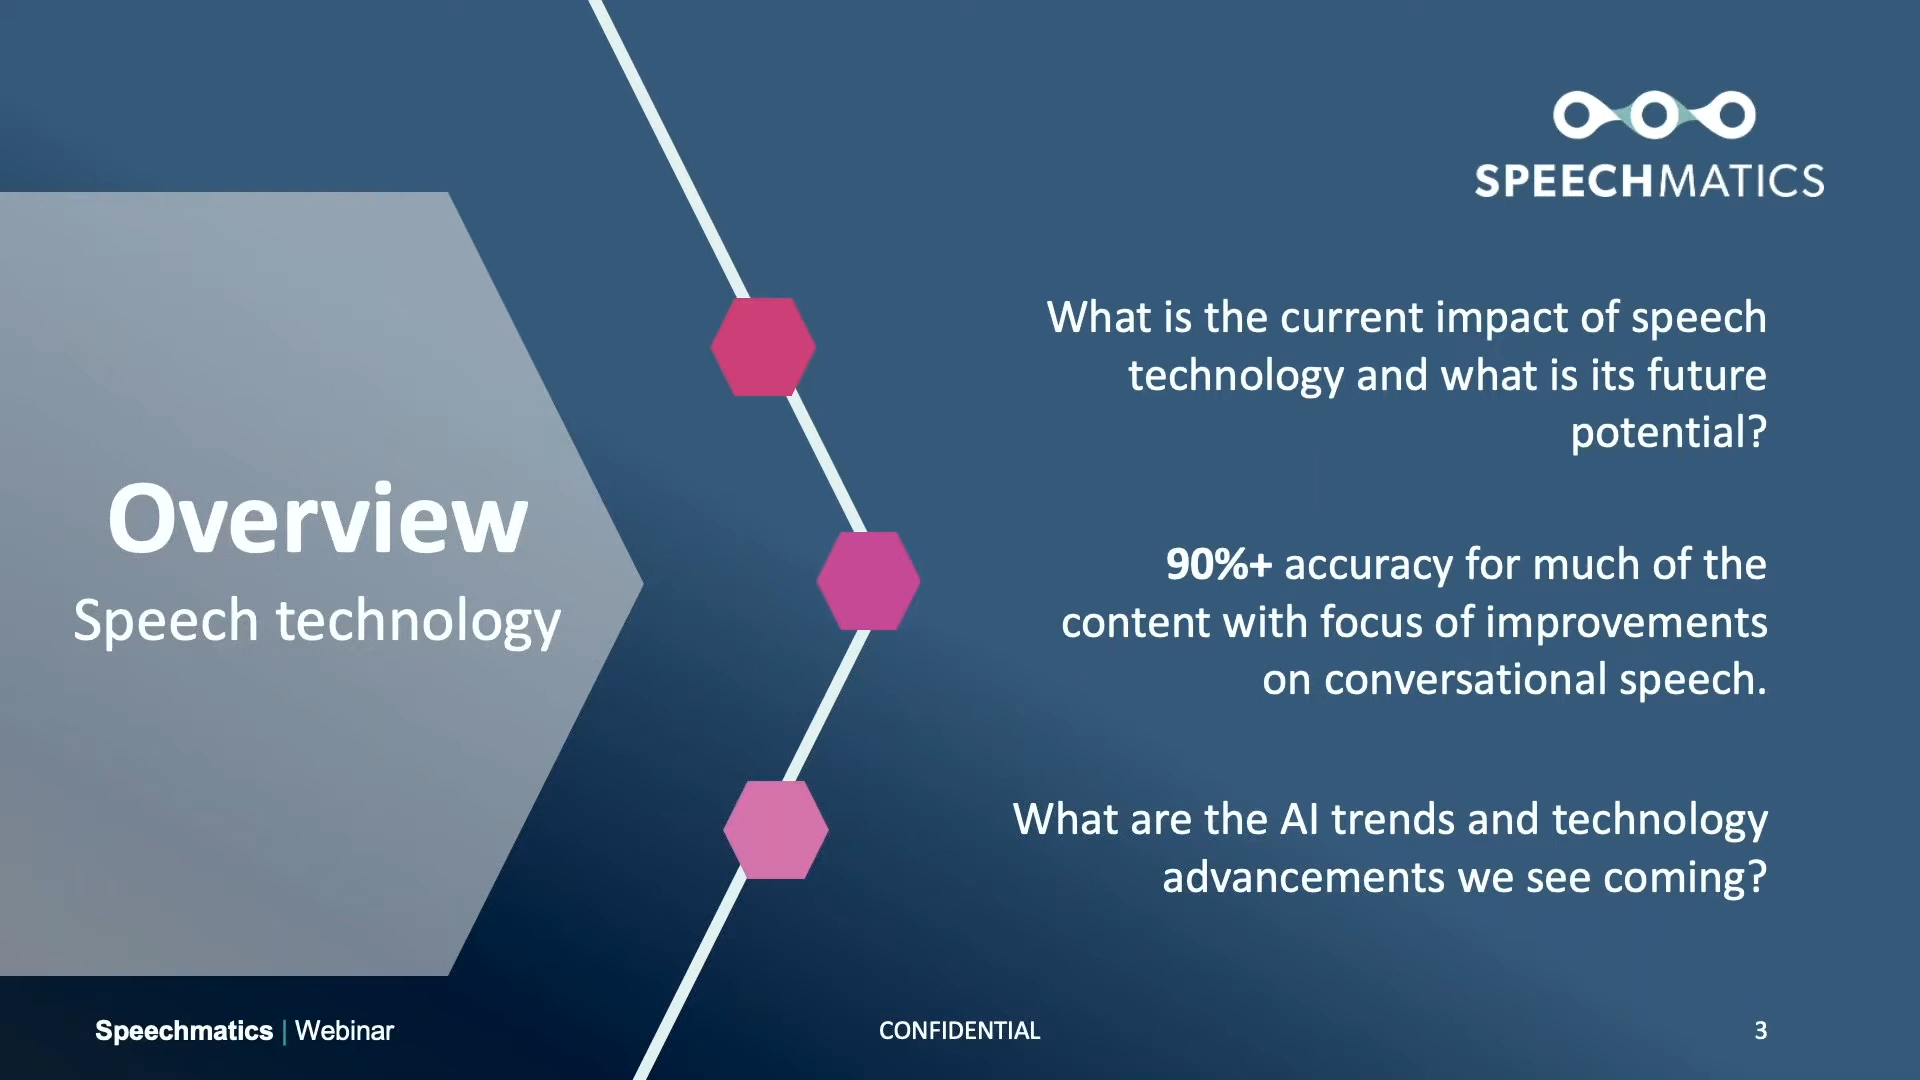 SPEECHMATICS
Overview
Speech technology
What is the current impact of speech
technology and what is its future
potential?
90%+ accuracy for much of the
content with focus of improvements
on conversational speech.
What are the AI trends and technology
advancements we see coming?
Speechmatics | Webinar
CONFIDENTIAL
3